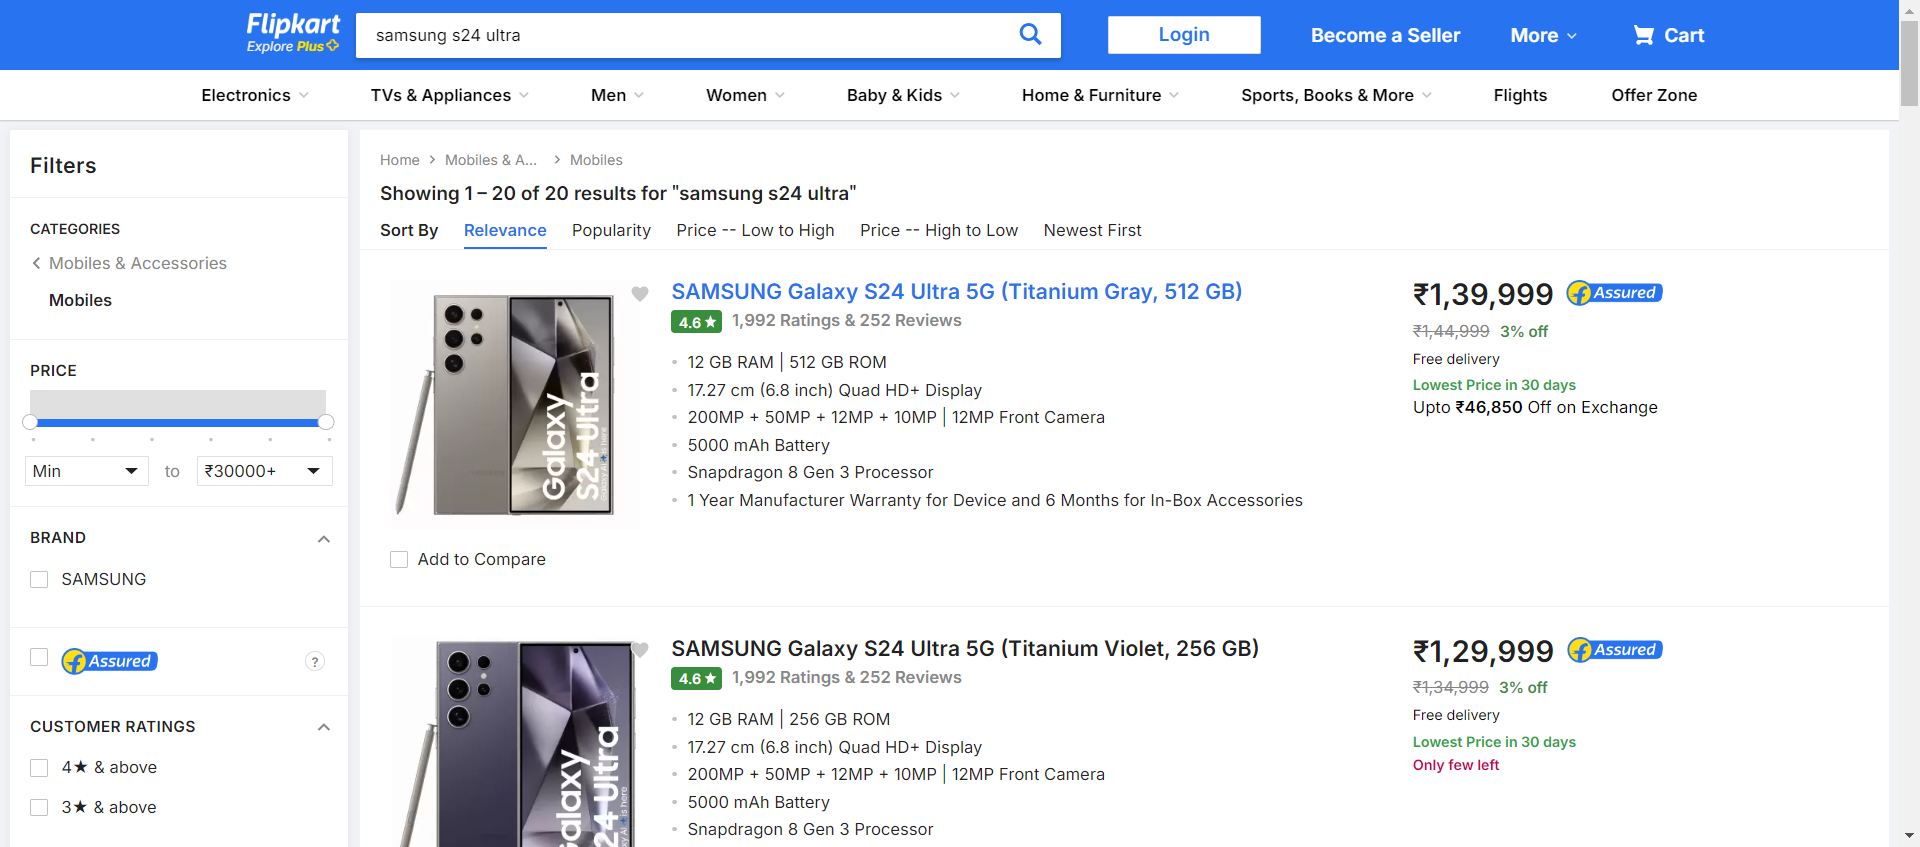 Flipkart
Explore Plus
samsung s24 ultra
Login
Become a Seller
More
Cart
Electronics
TVs & Appliances
Men
Women
Baby & Kids
Home & Furniture
Sports, Books & More
Flights
Offer Zone
Filters
CATEGORIES
Mobiles & Accessories
Mobiles
PRICE
Min
to
₹30000+
BRAND
SAMSUNG
Assured
?
CUSTOMER RATINGS
4★ & above
3★ & above
Home
Mobiles & A...
Mobiles
Showing 1 – 20 of 20 results for "samsung s24 ultra"
Sort By
Relevance
Popularity
Price -- Low to High
Price -- High to Low
Newest First
Galaxy
S24 Ultra
Add to Compare
SAMSUNG Galaxy S24 Ultra 5G (Titanium Gray, 512 GB)
4.6★
1,992 Ratings & 252 Reviews
12 GB RAM | 512 GB ROM
17.27 cm (6.8 inch) Quad HD+ Display
200MP + 50MP + 12MP + 10MP | 12MP Front Camera
5000 mAh Battery
Snapdragon 8 Gen 3 Processor
1 Year Manufacturer Warranty for Device and 6 Months for In-Box Accessories
₹1,39,999
Assured
₹1,44,999
3% off
Free delivery
Lowest Price in 30 days
Upto ₹46,850 Off on Exchange
Galaxy
24 Ultra
SAMSUNG Galaxy S24 Ultra 5G (Titanium Violet, 256 GB)
4.6★
1,992 Ratings & 252 Reviews
12 GB RAM | 256 GB ROM
17.27 cm (6.8 inch) Quad HD+ Display
200MP + 50MP + 12MP + 10MP | 12MP Front Camera
5000 mAh Battery
Snapdragon 8 Gen 3 Processor
₹1,29,999
Assured
₹1,34,999
3% off
Free delivery
Lowest Price in 30 days
Only few left